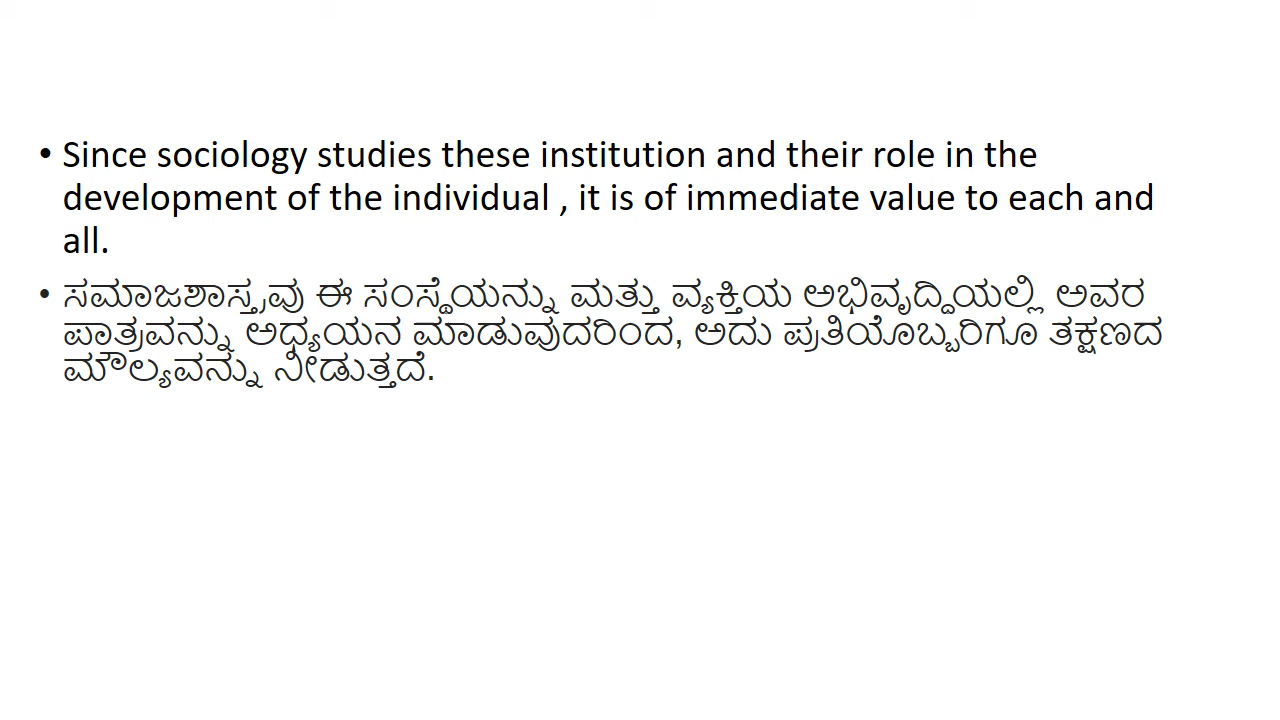 • Since sociology studies these institution and their role in the
development of the individual , it is of immediate value to each and
all.
• ಸಮಾಜಶಾಸ್ತ್ರವು ಈ ಸಂಸ್ಥೆಯನ್ನು ಮತ್ತು ವ್ಯಕ್ತಿಯ ಅಭಿವೃದ್ಧಿಯಲ್ಲಿ ಅವರ
ಪಾತ್ರವನ್ನು ಅಧ್ಯಯನ ಮಾಡುವುದರಿಂದ, ಅದು ಪ್ರತಿಯೊಬ್ಬರಿಗೂ ತಕ್ಷಣದ
ಮೌಲ್ಯವನ್ನು ನೀಡುತ್ತದೆ.